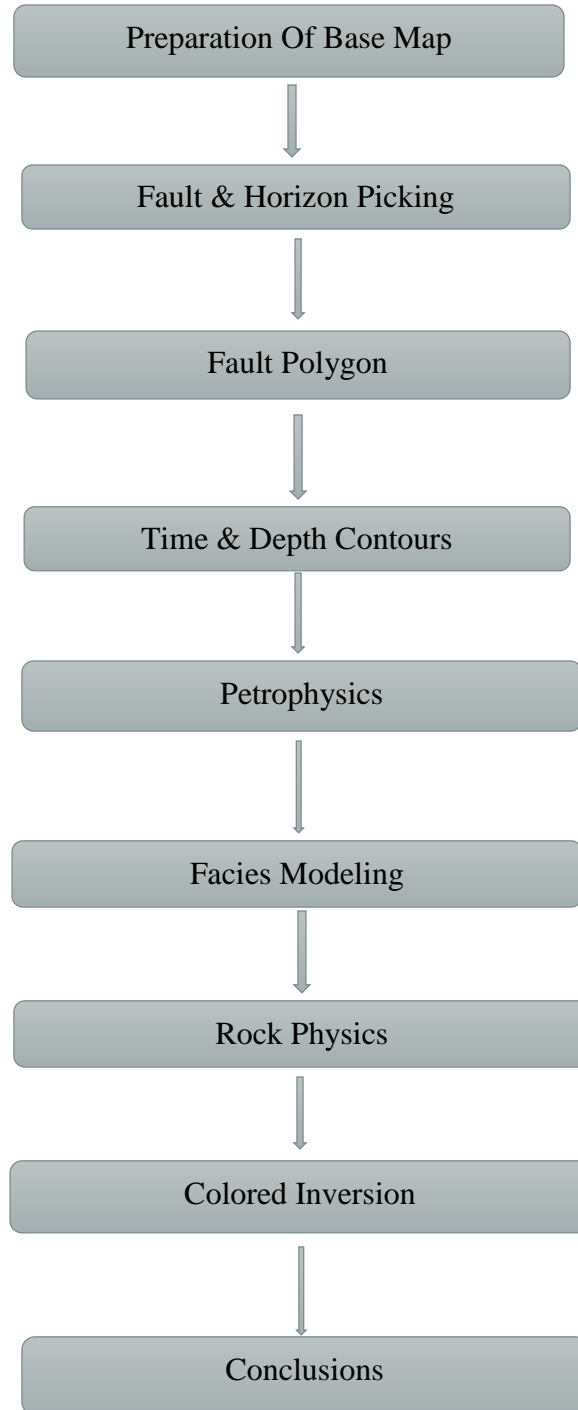 Preparation Of Base Map
Fault & Horizon Picking
Fault Polygon
Time & Depth Contours
Petrophysics
Facies Modeling
Rock Physics
Colored Inversion
Conclusions